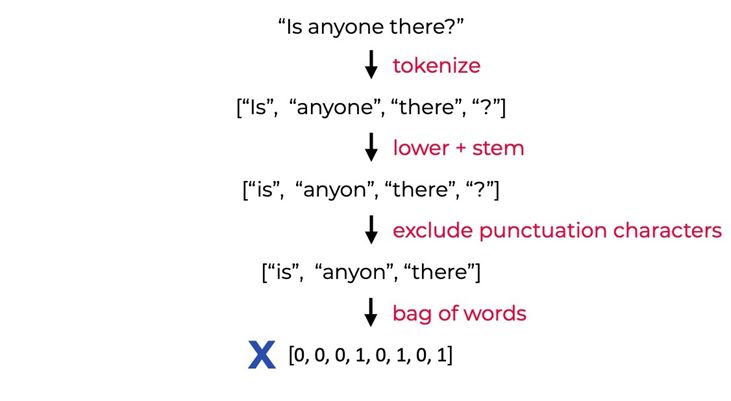 “Is anyone there?”
tokenize
[“Is”, “anyone”, “there”, “?”]
lower + stem
[“is”, “anyon”, “there”, “?”]
exclude punctuation characters
[“is”, “anyon”, “there”]
bag of words
X [0, 0, 0, 1, 0, 1, 0, 1]